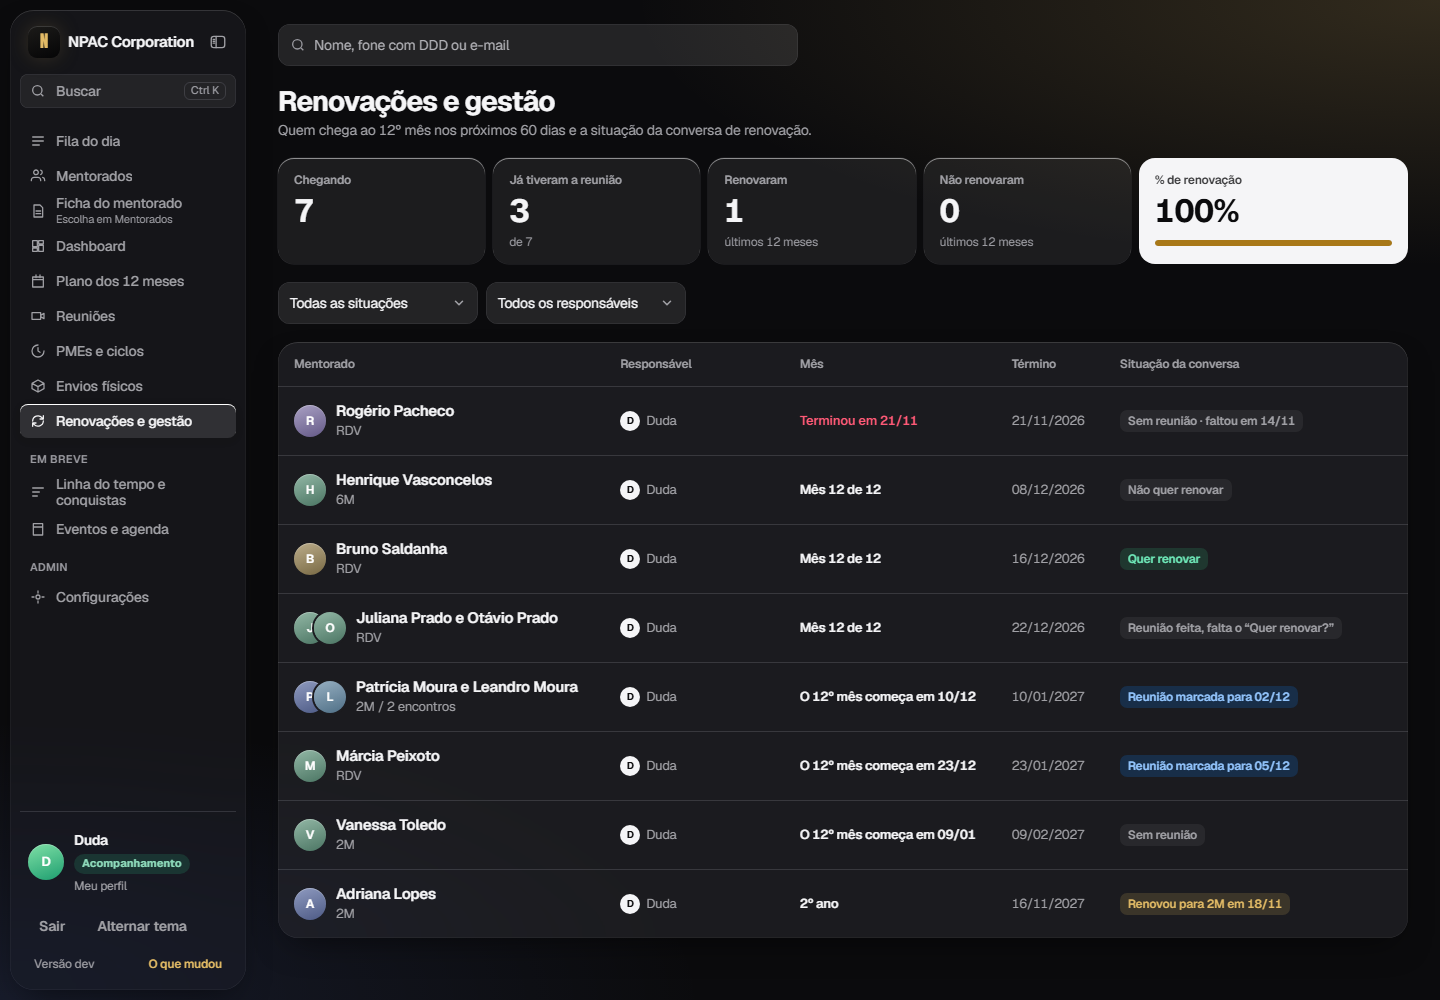 N
NPAC Corporation
Buscar
Ctrl K
Fila do dia
Mentorados
Ficha do mentorado
Escolha em Mentorados
Dashboard
Plano dos 12 meses
Reuniões
PMEs e ciclos
Envios físicos
Renovações e gestão
EM BREVE
Linha do tempo e
conquistas
Eventos e agenda
ADMIN
Configurações
D
Duda
Acompanhamento
Meu perfil
Sair
Alternar tema
Versão dev
O que mudou
Nome, fone com DDD ou e-mail
Renovações e gestão
Quem chega ao 12º mês nos próximos 60 dias e a situação da conversa de renovação.
Chegando
7
Já tiveram a reunião
3
de 7
Renovaram
1
últimos 12 meses
Não renovaram
0
últimos 12 meses
% de renovação
100%
Todas as situações
Todos os responsáveis
Mentorado Responsável Mês Término Situação da conversa
R Rogério Pacheco
RDV
D Duda
Terminou em 21/11
21/11/2026
Sem reunião · faltou em 14/11
H Henrique Vasconcelos
6M
D Duda
Mês 12 de 12
08/12/2026
Não quer renovar
B Bruno Saldanha
RDV
D Duda
Mês 12 de 12
16/12/2026
Quer renovar
J O Juliana Prado e Otávio Prado
RDV
D Duda
Mês 12 de 12
22/12/2026
Reunião feita, falta o “Quer renovar?”
P L Patrícia Moura e Leandro Moura
2M / 2 encontros
D Duda
O 12º mês começa em 10/12
10/01/2027
Reunião marcada para 02/12
M Márcia Peixoto
RDV
D Duda
O 12º mês começa em 23/12
23/01/2027
Reunião marcada para 05/12
V Vanessa Toledo
2M
D Duda
O 12º mês começa em 09/01
09/02/2027
Sem reunião
A Adriana Lopes
2M
D Duda
2º ano
16/11/2027
Renovou para 2M em 18/11